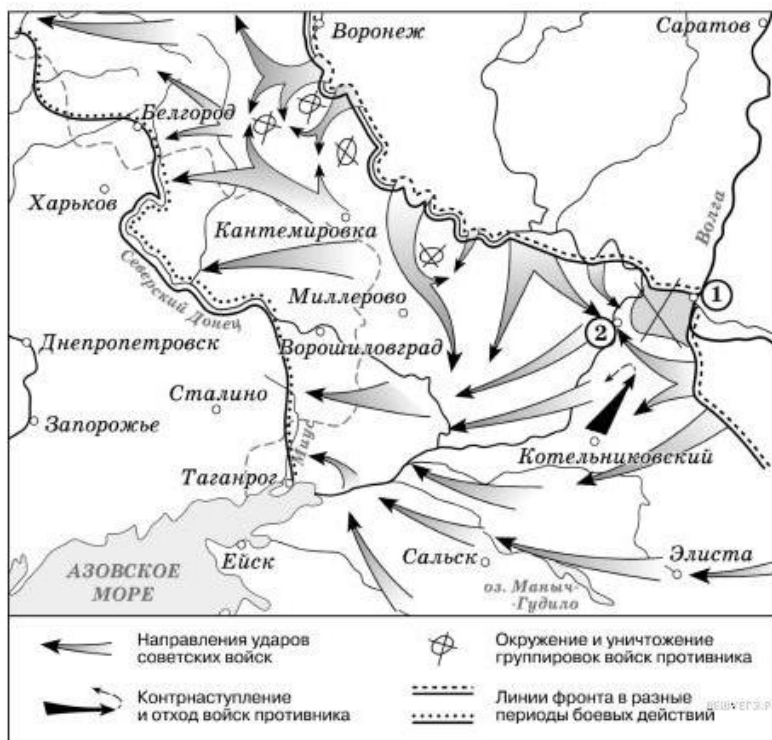 Воронеж
Саратов
Белгород
Харьков
Волга
Кантемировка
Северский Донец
Миллерово
1
2
Днепропетровск
Ворошиловград
Сталино
Запорожье
Миус
Котельниковский
Таганрог
Ейск
Сальск
Элиста
АЗОВСКОЕ
МОРЕ
оз. Маныч-
-Гудило
Направления ударов
советских войск
Окружение и уничтожение
группировок войск противника
Контрнаступление
и отход войск противника
Линии фронта в разные
периоды боевых действий